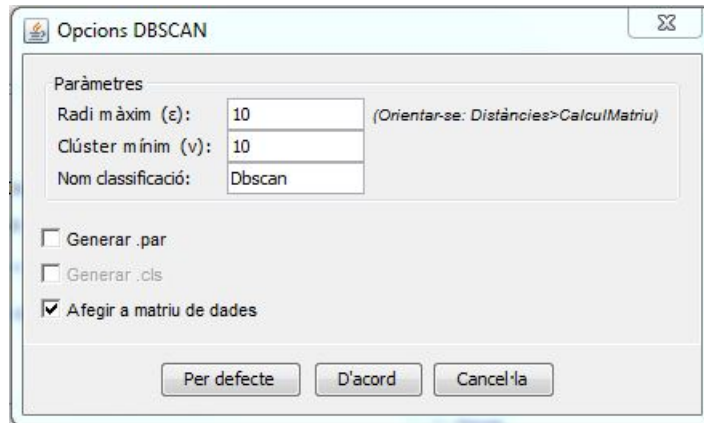 Opcions DBSCAN
Paràmetres
Radi màxim (ε): 10 (Orientar-se: Distàncies>CalculMatriu)
Clúster mínim (ν): 10
Nom classificació: Dbscan
Generar .par
Generar .cls
Afegir a matriu de dades
Per defecte D'acord Cancel·la